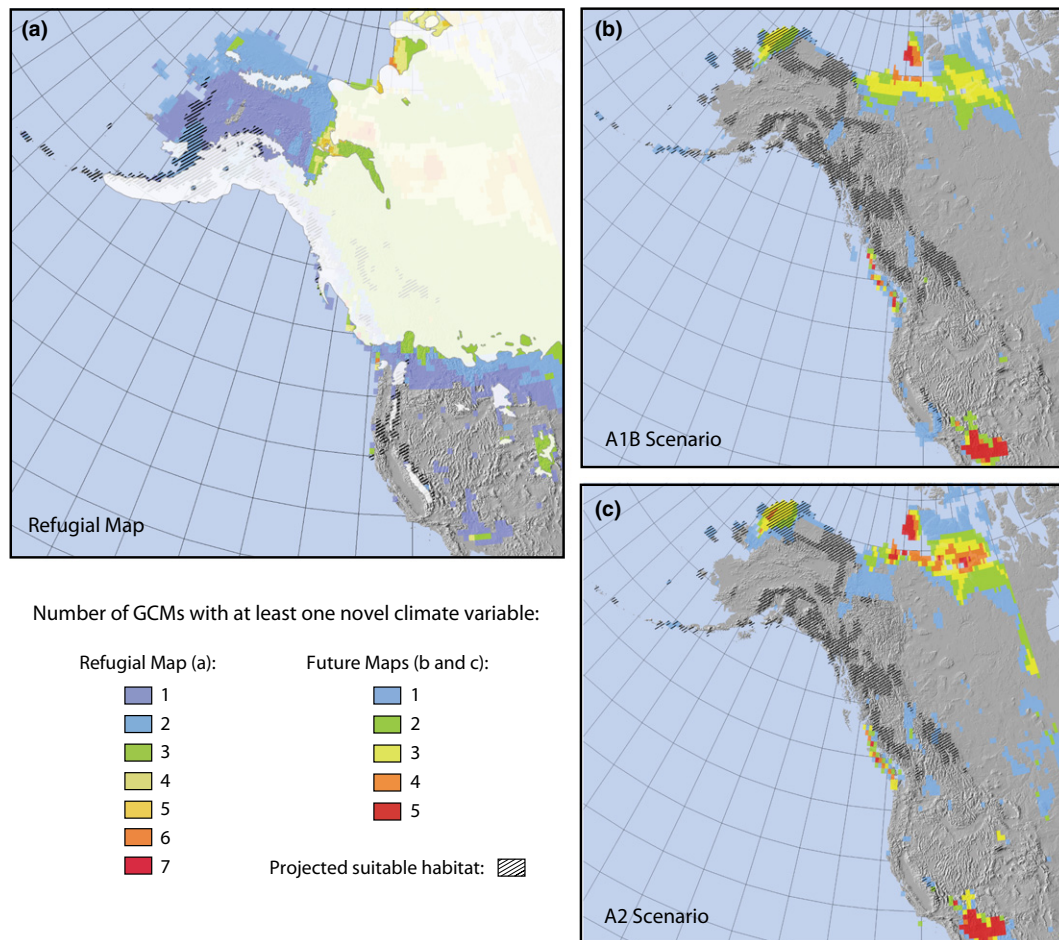 (a)
Refugial Map
(b)
A1B Scenario
(c)
A2 Scenario
Number of GCMs with at least one novel climate variable:
Refugial Map (a):
1
2
3
4
5
6
7
Future Maps (b and c):
1
2
3
4
5
Projected suitable habitat: